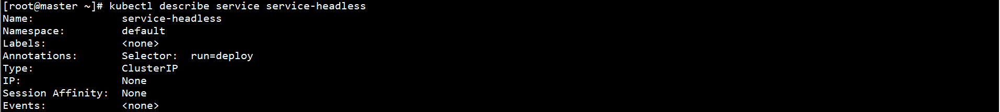 [root@master ~]# kubectl describe service service-headless
Name:              service-headless
Namespace:         default
Labels:            <none>
Annotations:       Selector:  run=deploy
Type:              ClusterIP
IP:                None
Session Affinity:  None
Events:            <none>